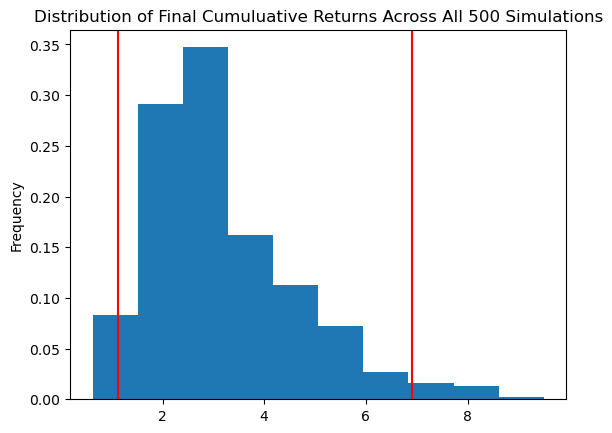 Distribution of Final Cumuluative Returns Across All 500 Simulations
Frequency
0.35
0.30
0.25
0.20
0.15
0.10
0.05
0.00
2 4 6 8